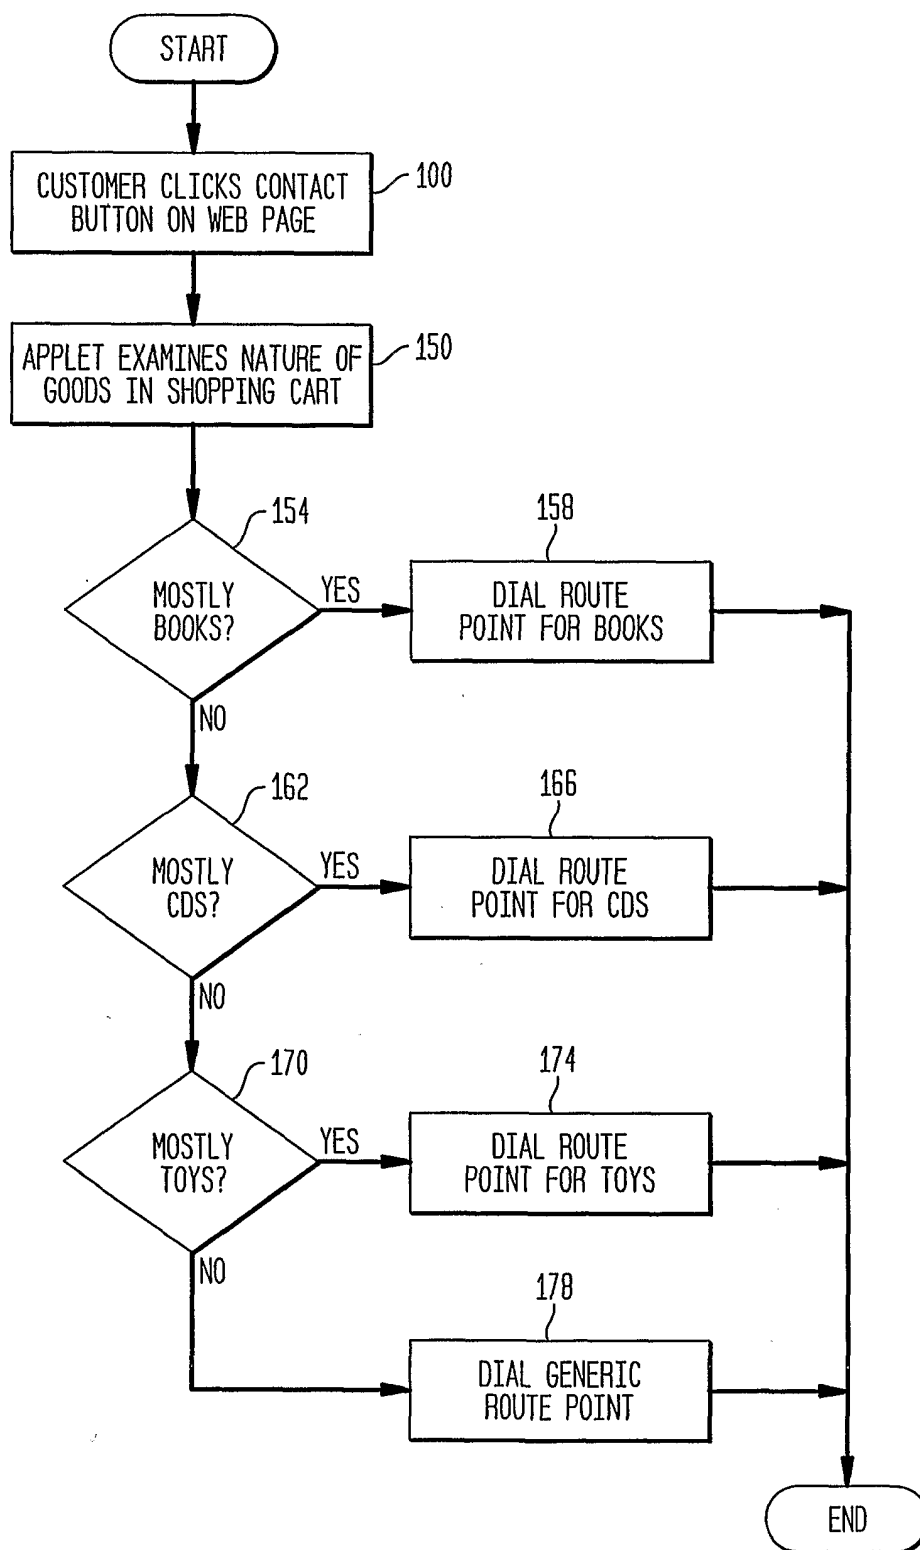 START
CUSTOMER CLICKS CONTACT
BUTTON ON WEB PAGE
100
APPLET EXAMINES NATURE OF
GOODS IN SHOPPING CART
150
154
MOSTLY
BOOKS?
YES
NO
158
DIAL ROUTE
POINT FOR BOOKS
162
MOSTLY
CDS?
YES
NO
166
DIAL ROUTE
POINT FOR CDS
170
MOSTLY
TOYS?
YES
NO
174
DIAL ROUTE
POINT FOR TOYS
178
DIAL GENERIC
ROUTE POINT
END